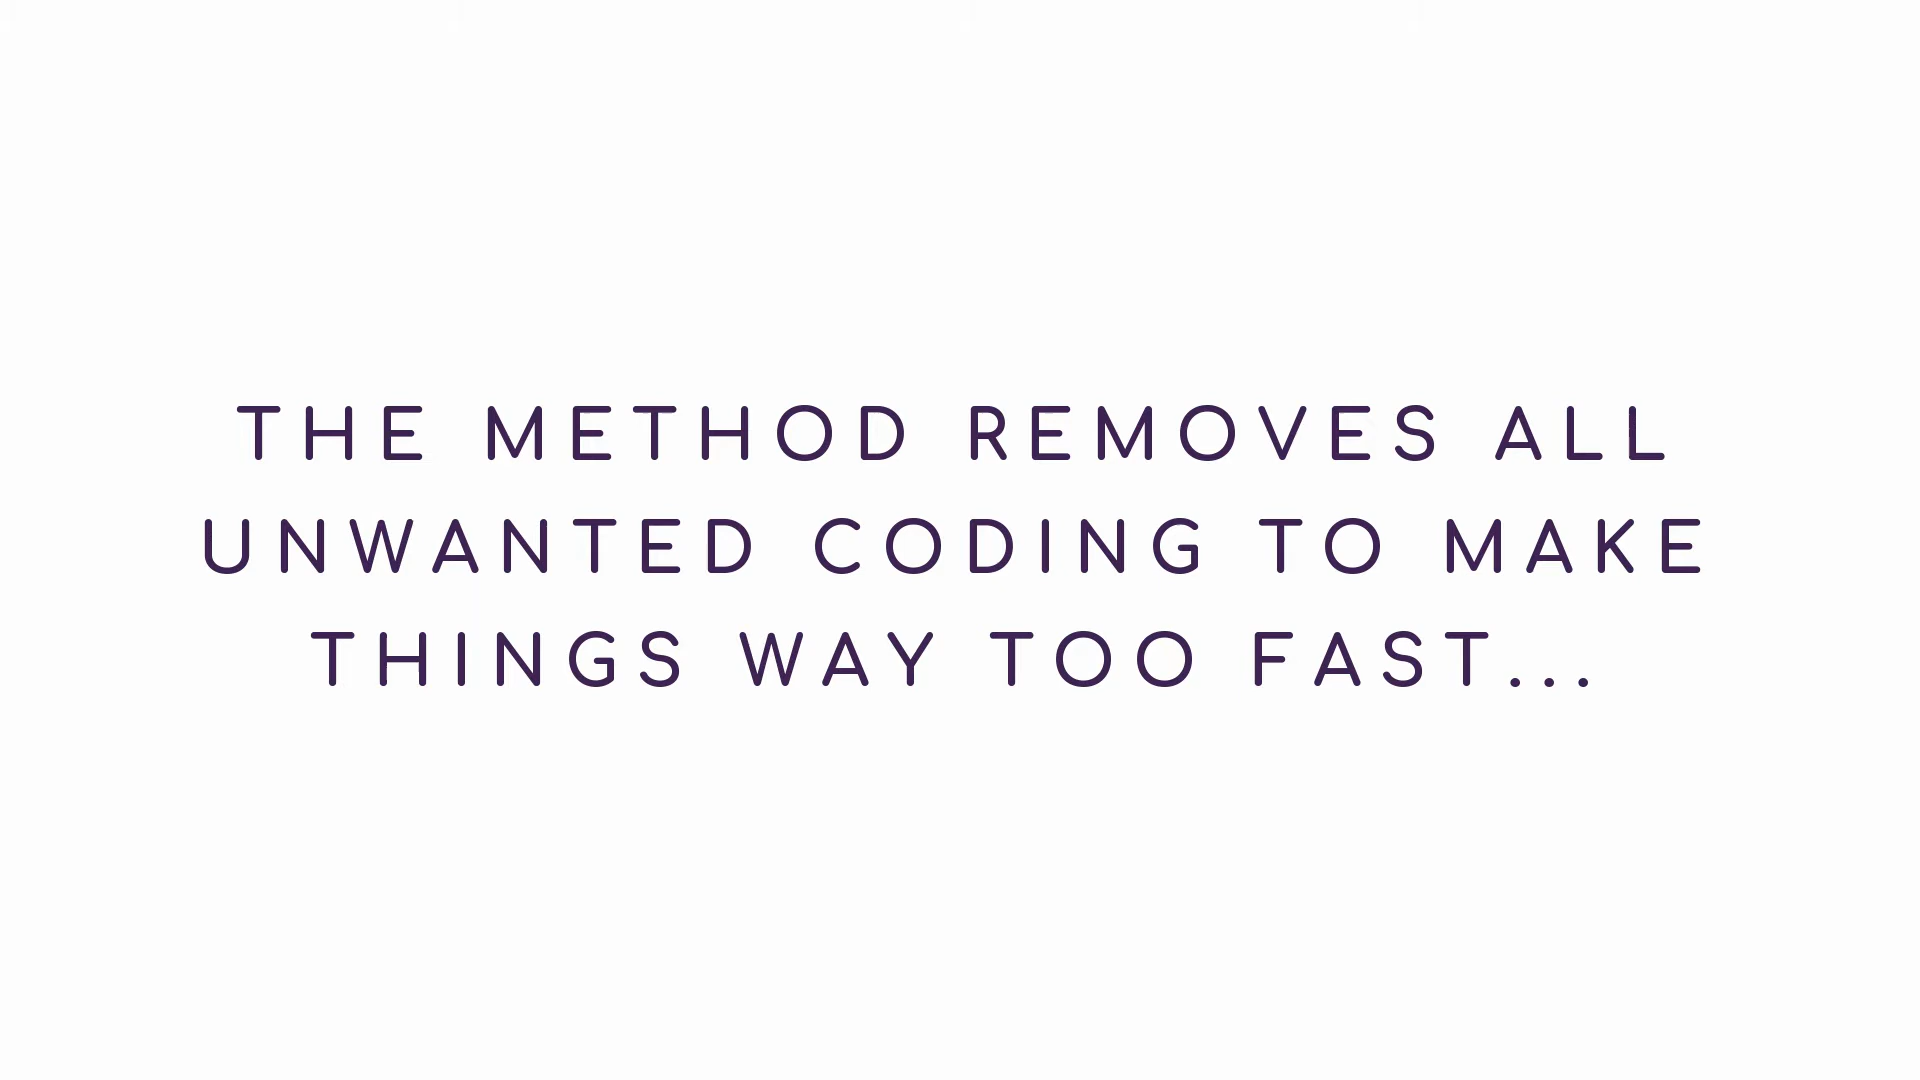 THE METHOD REMOVES ALL
UNWANTED CODING TO MAKE
THINGS WAY TOO FAST...